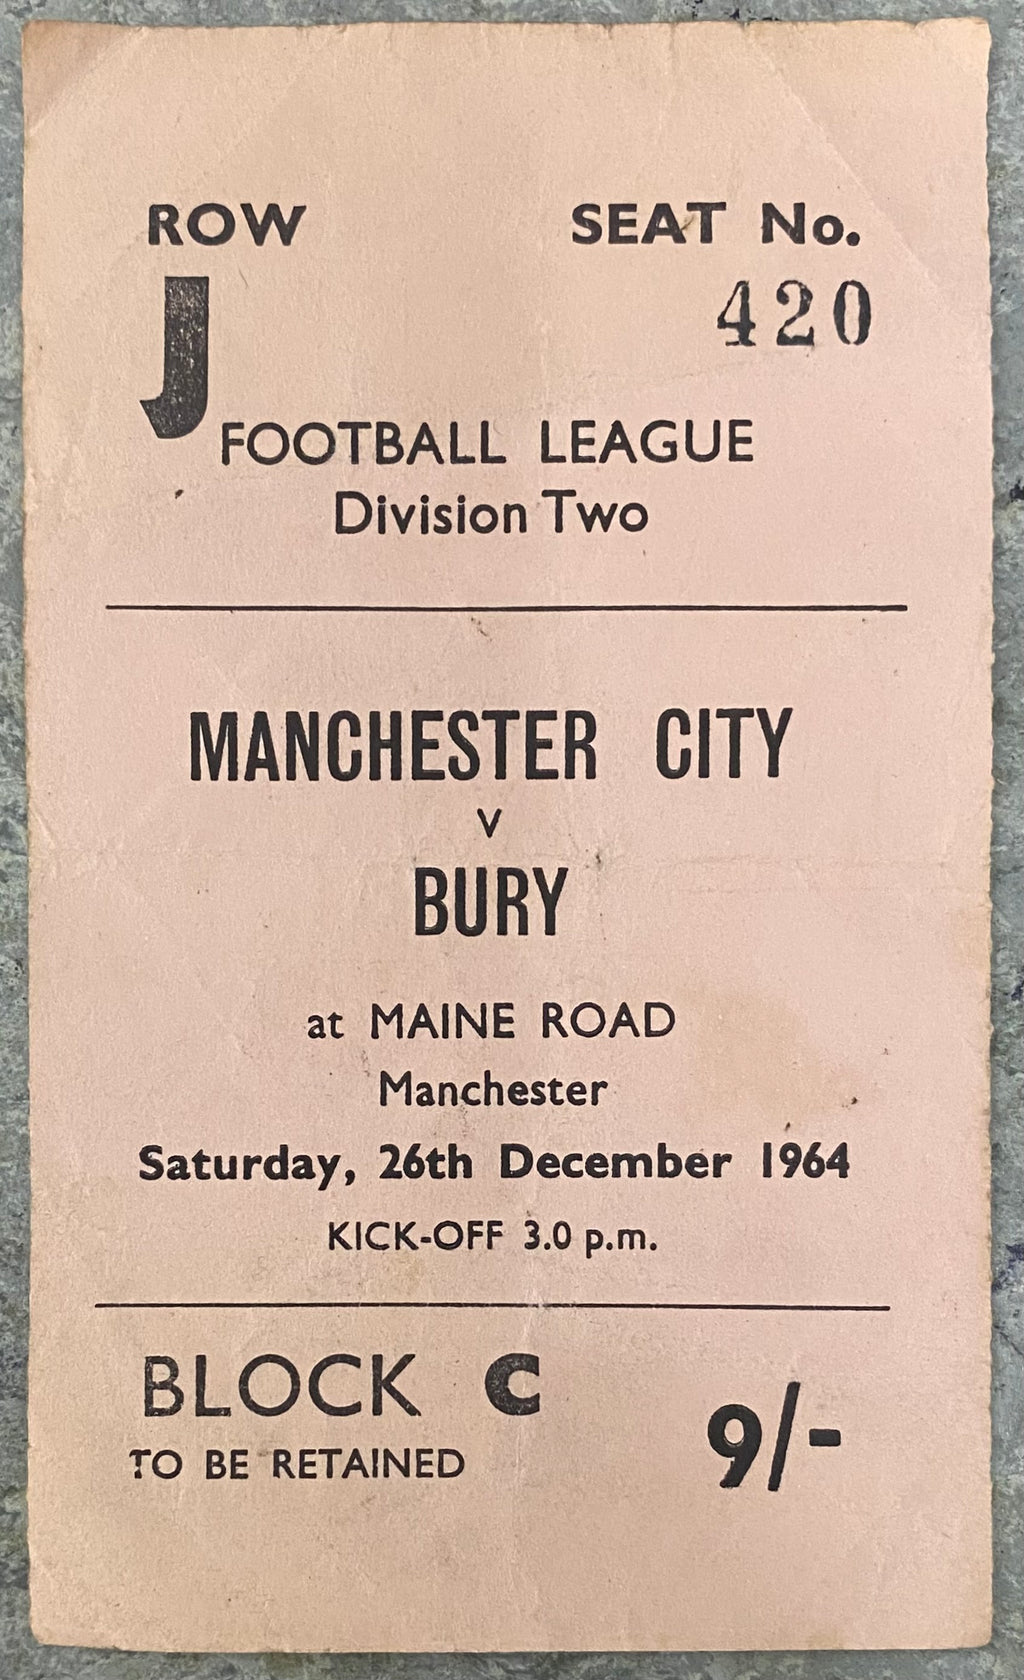 ROW SEAT No.
J 420
FOOTBALL LEAGUE
Division Two
MANCHESTER CITY
v
BURY
at MAINE ROAD
Manchester
Saturday, 26th December 1964
KICK-OFF 3.0 p.m.
BLOCK C
TO BE RETAINED 9/-